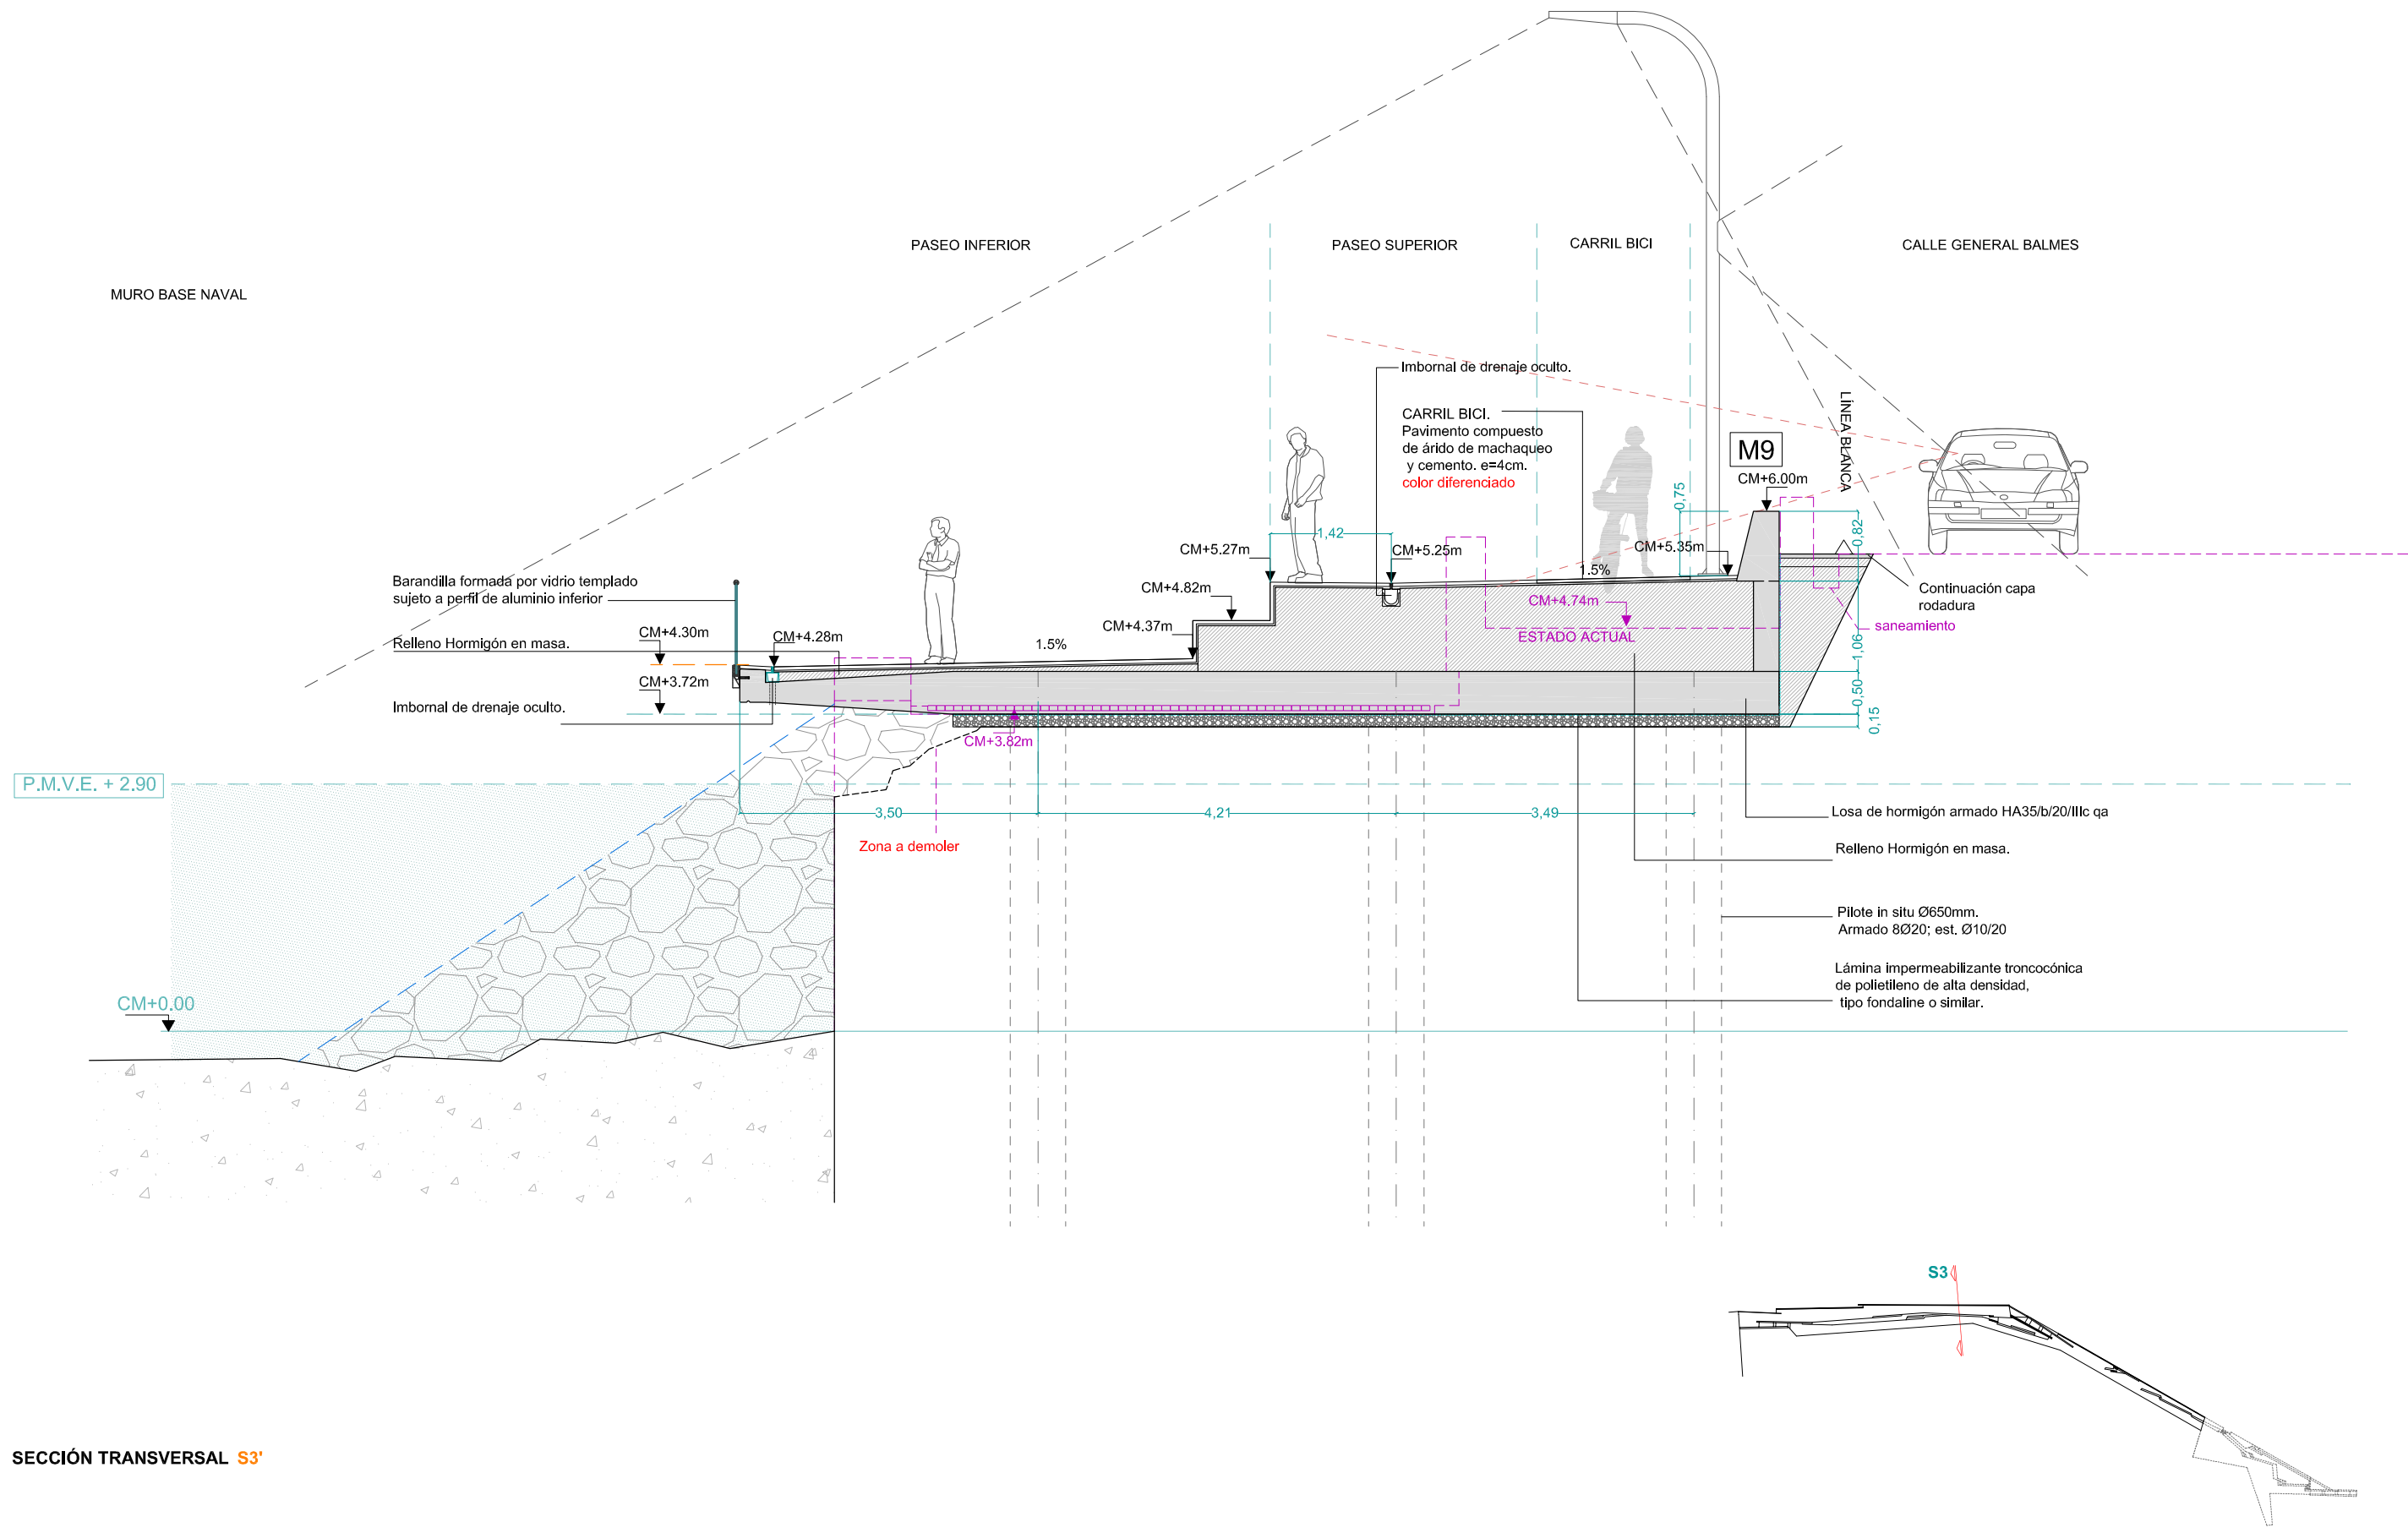 PASEO INFERIOR
PASEO SUPERIOR
CARRIL BICI
CALLE GENERAL BALMES
MURO BASE NAVAL
Imbornal de drenaje oculto.
CARRIL BICI.
Pavimento compuesto
de árido de machaqueo
y cemento. e=4cm.
color diferenciado
LÍNEA BLANCA
M9
CM+6.00m
0,75
0,82
1,42
CM+5.27m
CM+5.25m
CM+5.35m
1.5%
Barandilla formada por vidrio templado
sujeto a perfil de aluminio inferior
CM+4.82m
CM+4.74m
ESTADO ACTUAL
Continuación capa
rodadura
saneamiento
CM+4.37m
CM+4.30m
CM+4.28m
1.5%
Relleno Hormigón en masa.
1,06
CM+3.72m
0,50
0,15
Imbornal de drenaje oculto.
CM+3.82m
P.M.V.E. + 2.90
3,50
4,21
3,49
Losa de hormigón armado HA35/b/20/IIIc qa
Zona a demoler
Relleno Hormigón en masa.
Pilote in situ Ø650mm.
Armado 8Ø20; est. Ø10/20
Lámina impermeabilizante troncocónica
de polietileno de alta densidad,
tipo fondaline o similar.
CM+0.00
S3
SECCIÓN TRANSVERSAL S3'